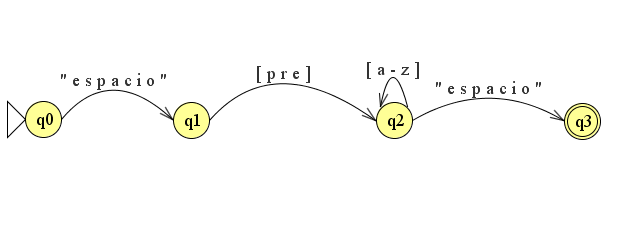 "espacio"
[pre]
[a-z]
"espacio"
q0
q1
q2
q3